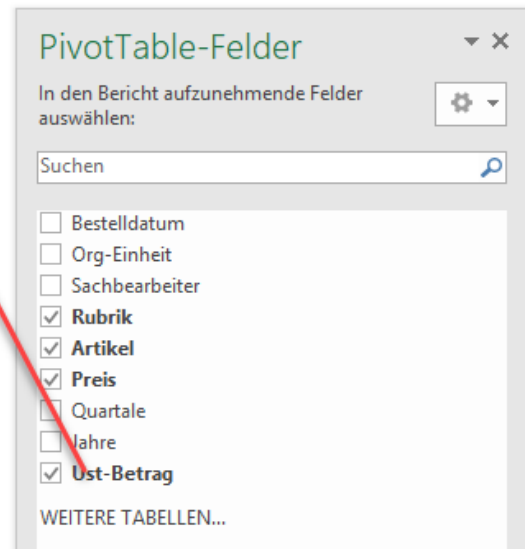 PivotTable-Felder
In den Bericht aufzunehmende Felder
auswählen:
Suchen
Bestelldatum
Org-Einheit
Sachbearbeiter
Rubrik
Artikel
Preis
Quartale
Jahre
Ust-Betrag
WEITERE TABELLEN...